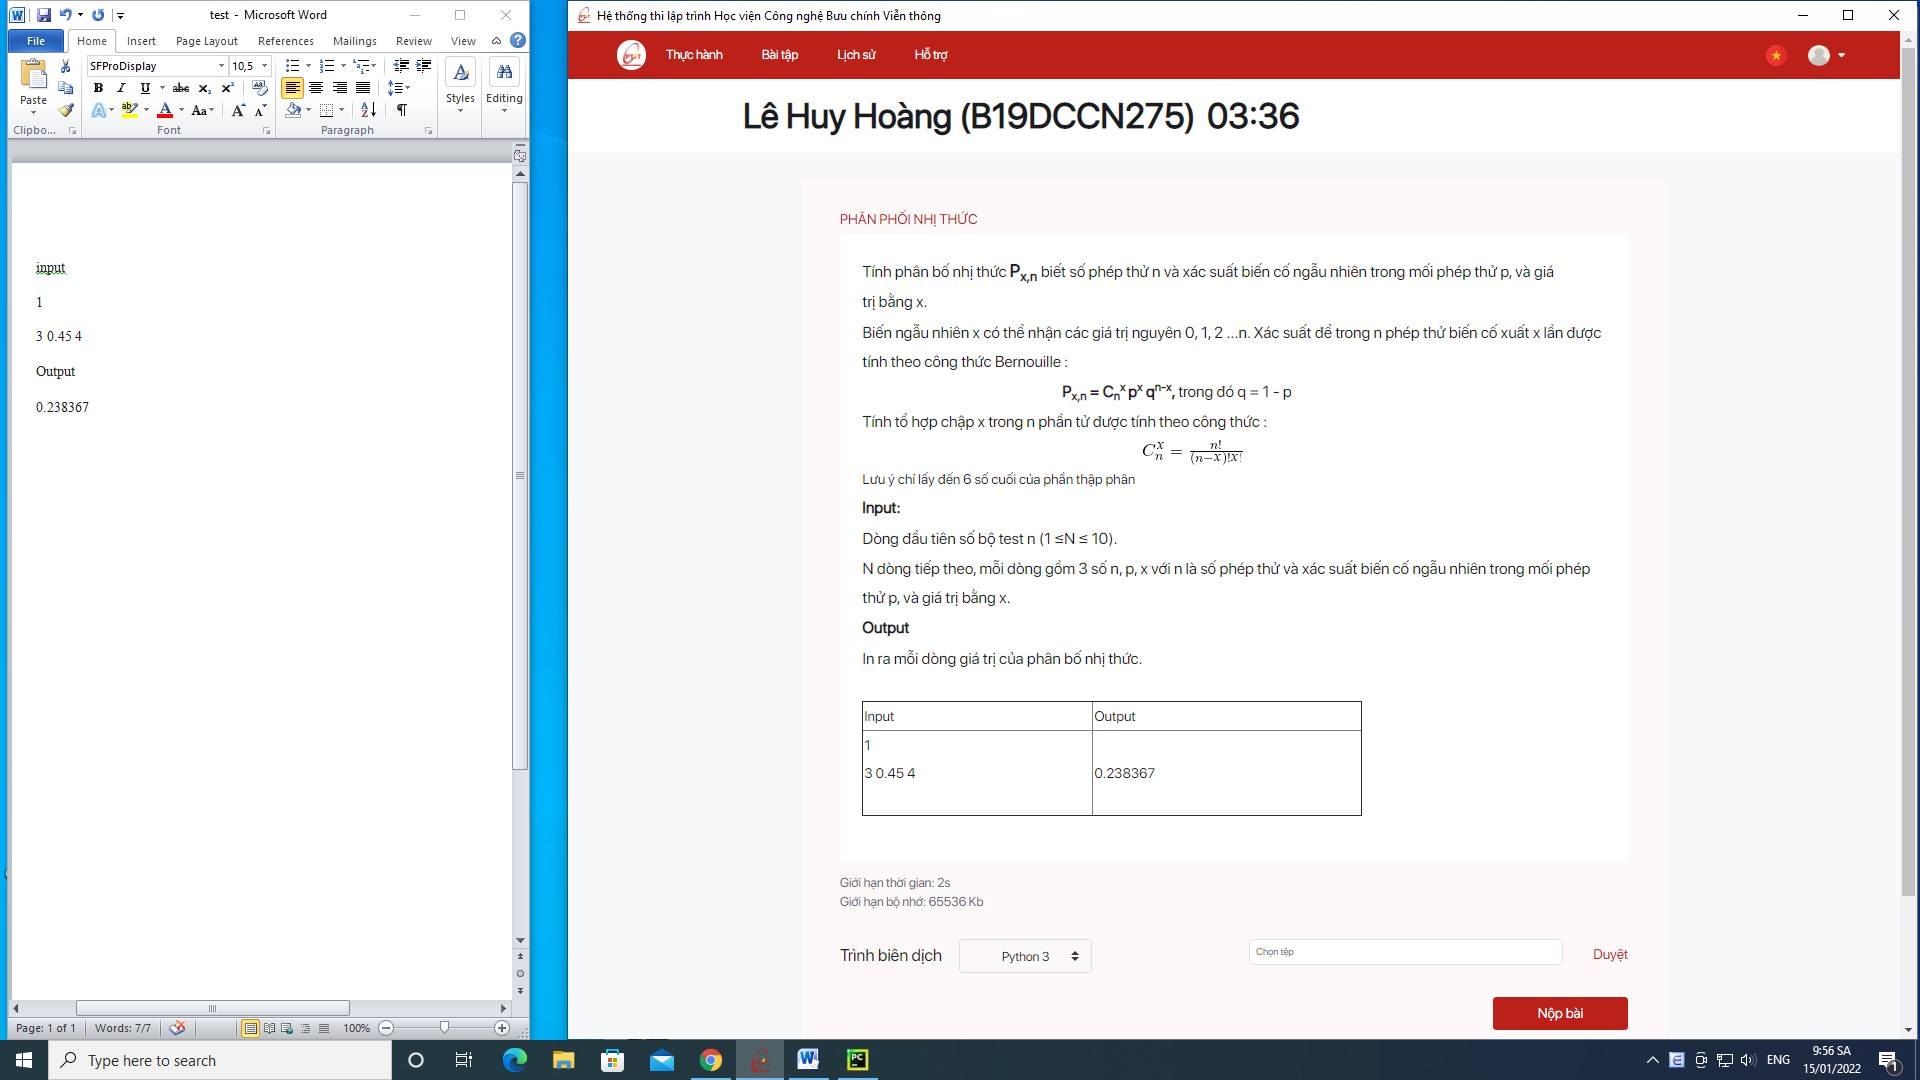 test - Microsoft Word
File Home Insert Page Layout References Mailings Review View
SFProDisplay 10,5
Paste
Styles
Editing
Clipbo... Font Paragraph
input
1
3 0.45 4
Output
0.238367
Page: 1 of 1 Words: 7/7 100%
Hệ thống thi lập trình Học viện Công nghệ Bưu chính Viễn thông
Thực hành Bài tập Lịch sử Hỗ trợ
Lê Huy Hoàng (B19DCCN275) 03:36
PHÂN PHỐI NHỊ THỨC
Tính phân bố nhị thức Px,n biết số phép thử n và xác suất biến cố ngẫu nhiên trong mối phép thử p, và giá
trị bằng x.
Biến ngẫu nhiên x có thể nhận các giá trị nguyên 0, 1, 2 ...n. Xác suất để trong n phép thử biến cố xuất x lần được
tính theo công thức Bernouille :
Px,n = Cn^x p^x q^n-x, trong đó q = 1 - p
Tính tổ hợp chập x trong n phần tử được tính theo công thức :
C_n^x = n!/((n-x)!x!)
Lưu ý chỉ lấy đến 6 số cuối của phần thập phân
Input:
Dòng đầu tiên số bộ test n (1 ≤N ≤ 10).
N dòng tiếp theo, mỗi dòng gồm 3 số n, p, x với n là số phép thử và xác suất biến cố ngẫu nhiên trong mối phép
thử p, và giá trị bằng x.
Output
In ra mỗi dòng giá trị của phân bố nhị thức.
Input Output
1
3 0.45 4 0.238367
Giới hạn thời gian: 2s
Giới hạn bộ nhớ: 65536 Kb
Trình biên dịch Python 3 Chọn tệp Duyệt
Nộp bài
Type here to search
ENG
9:56 SA
15/01/2022